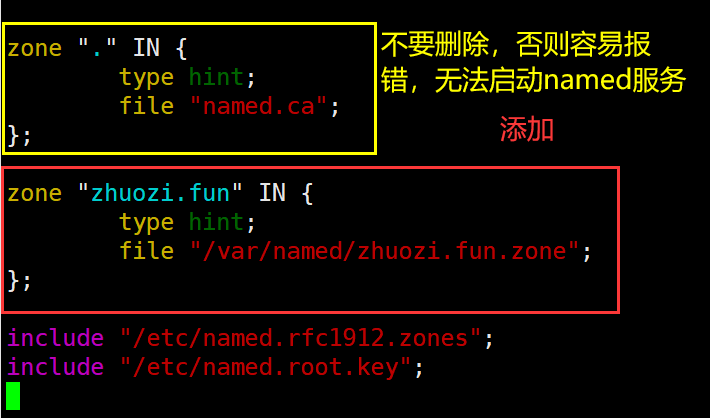 zone "." IN {
type hint;
file "named.ca";
};
不要删除，否则容易报
错，无法启动named服务
添加
zone "zhuozi.fun" IN {
type hint;
file "/var/named/zhuozi.fun.zone";
};
include "/etc/named.rfc1912.zones";
include "/etc/named.root.key";